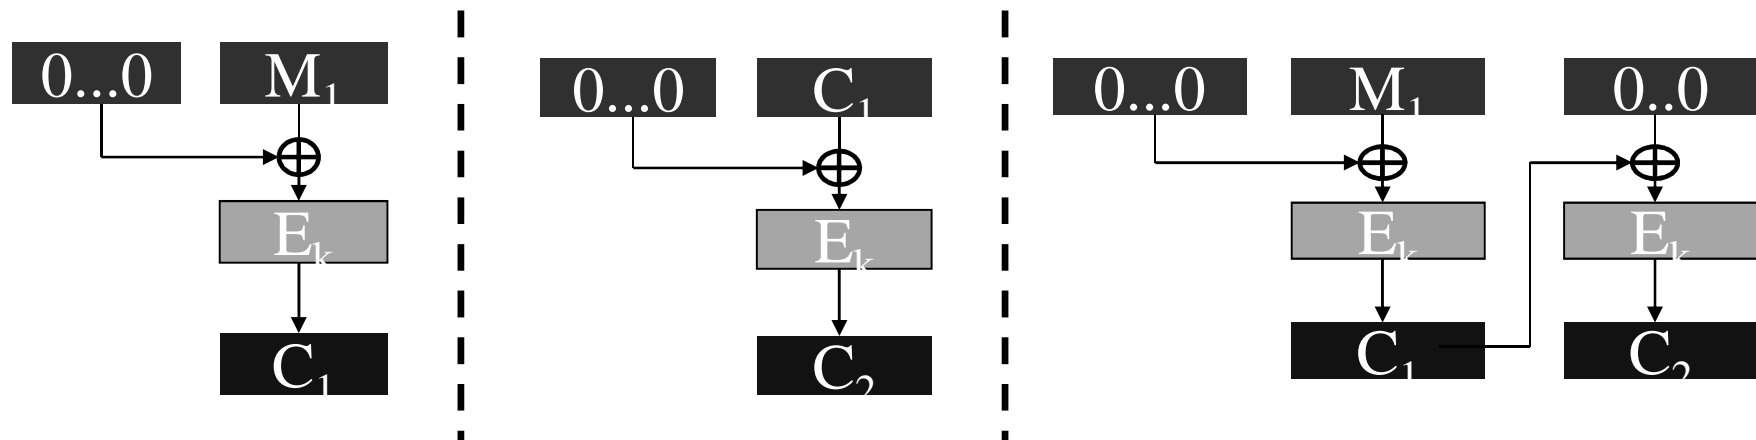 0...0 M₁
Eₖ
C₁
0...0 C₁
Eₖ
C₂
0...0 M₁ 0..0
Eₖ Eₖ
C₁ C₂